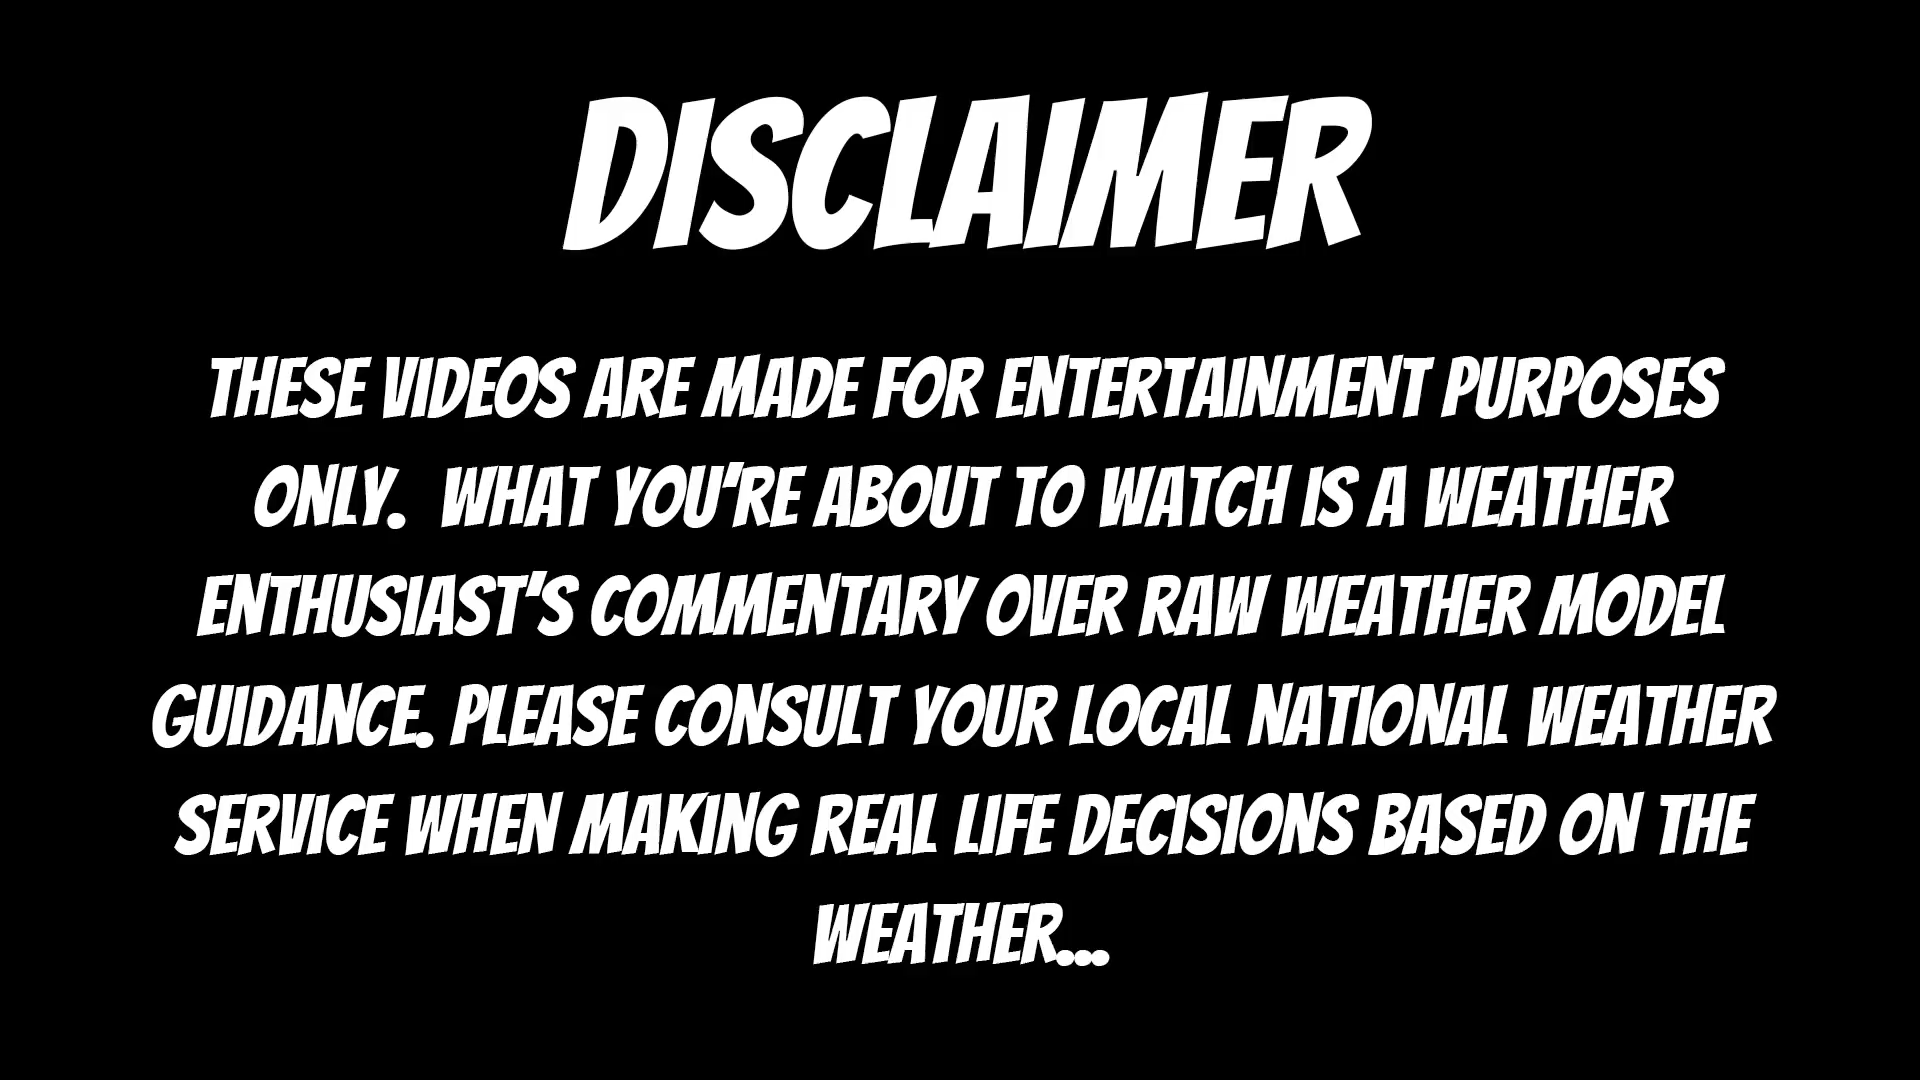 DISCLAIMER
THESE VIDEOS ARE MADE FOR ENTERTAINMENT PURPOSES
ONLY.  WHAT YOU'RE ABOUT TO WATCH IS A WEATHER
ENTHUSIAST'S COMMENTARY OVER RAW WEATHER MODEL
GUIDANCE. PLEASE CONSULT YOUR LOCAL NATIONAL WEATHER
SERVICE WHEN MAKING REAL LIFE DECISIONS BASED ON THE
WEATHER...